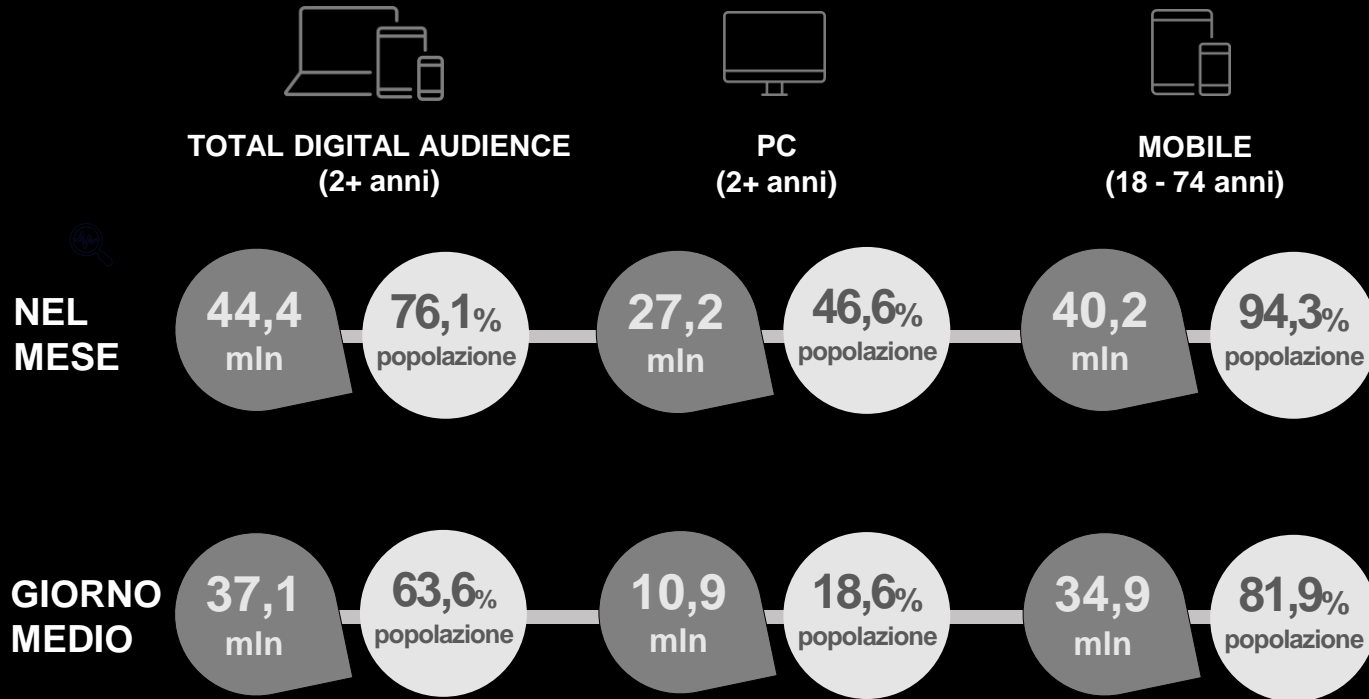 TOTAL DIGITAL AUDIENCE
(2+ anni)
PC
(2+ anni)
MOBILE
(18 - 74 anni)
NEL
MESE
44,4
mln
76,1%
popolazione
27,2
mln
46,6%
popolazione
40,2
mln
94,3%
popolazione
GIORNO
MEDIO
37,1
mln
63,6%
popolazione
10,9
mln
18,6%
popolazione
34,9
mln
81,9%
popolazione